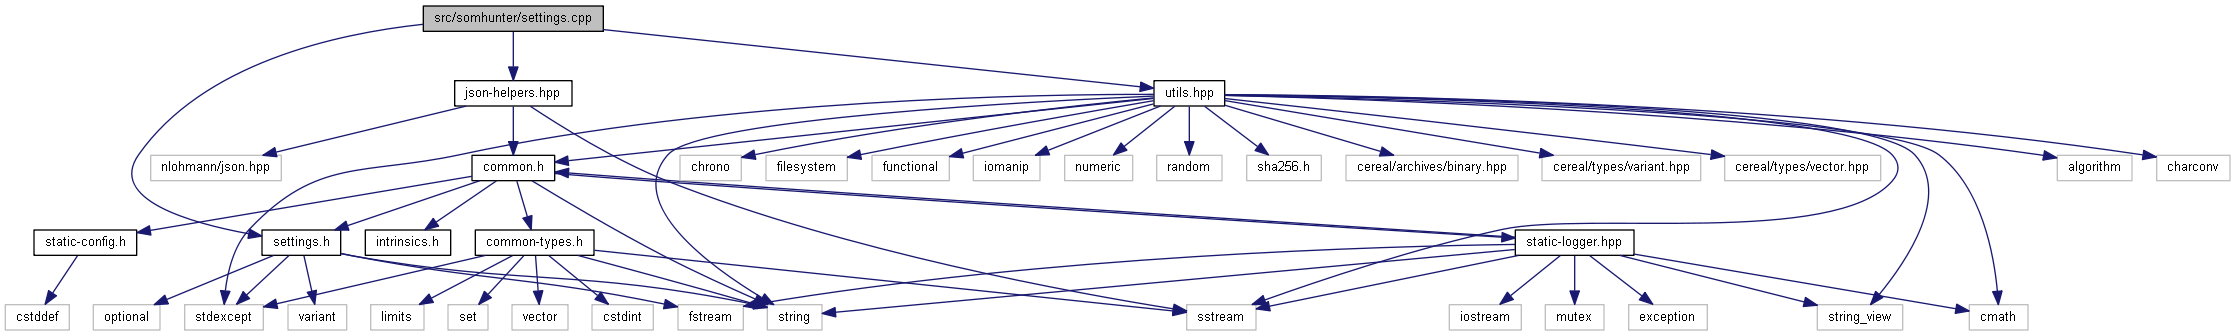 src/somhunter/settings.cpp
json-helpers.hpp
utils.hpp
nlohmann/json.hpp
common.h
chrono
filesystem
functional
iomanip
numeric
random
sha256.h
cereal/archives/binary.hpp
cereal/types/variant.hpp
cereal/types/vector.hpp
algorithm
charconv
static-config.h
settings.h
intrinsics.h
common-types.h
static-logger.hpp
cstddef
optional
stdexcept
variant
limits
set
vector
cstdint
fstream
string
sstream
iostream
mutex
exception
string_view
cmath